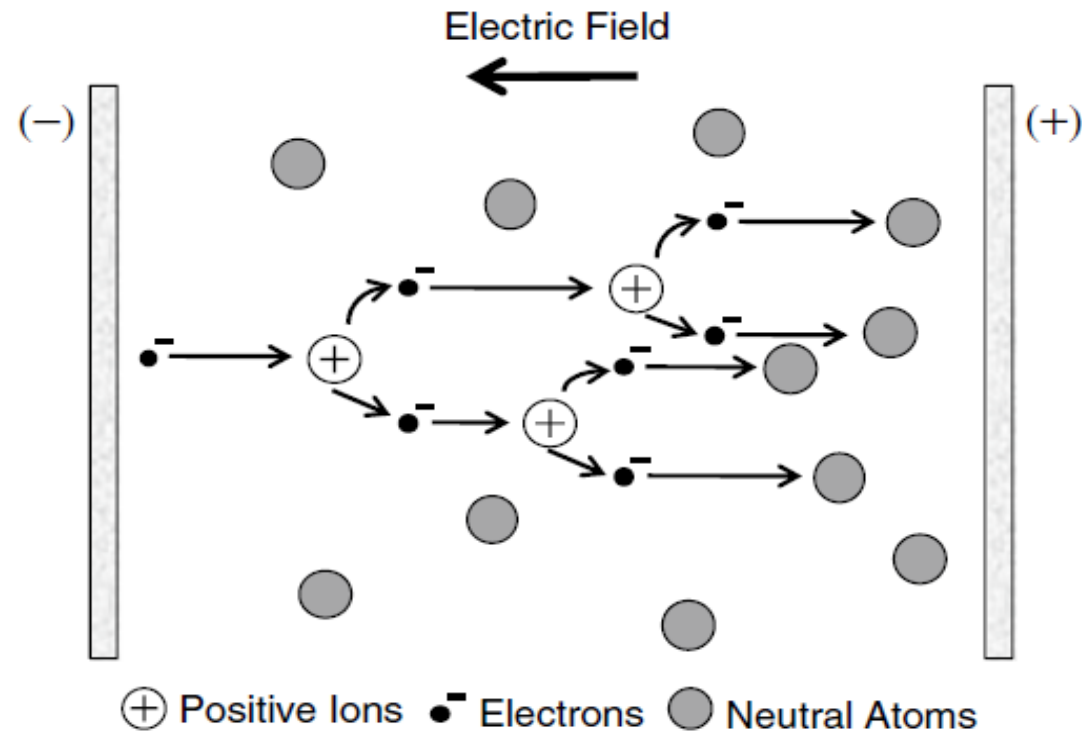 Electric Field
(−) (+)
+
+
+
+ Positive Ions - Electrons Neutral Atoms